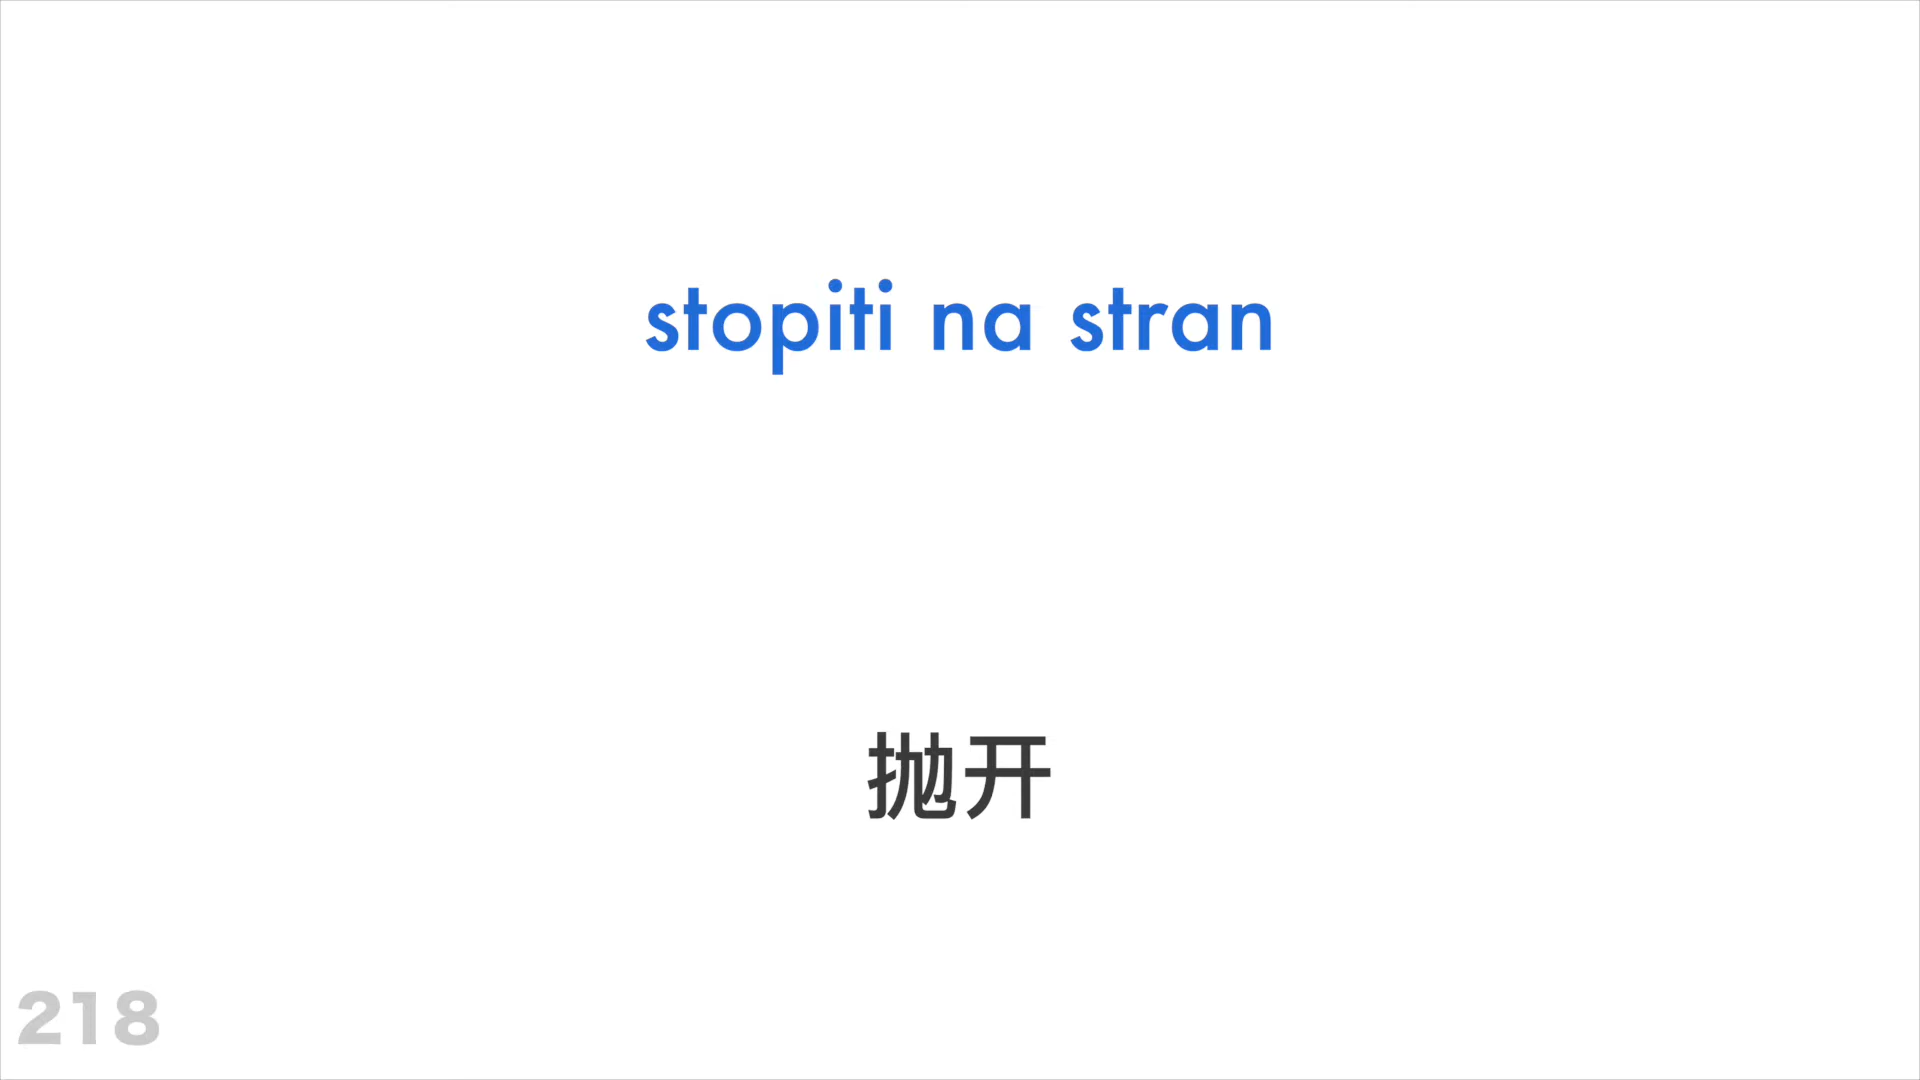 stopiti na stran
抛开
218